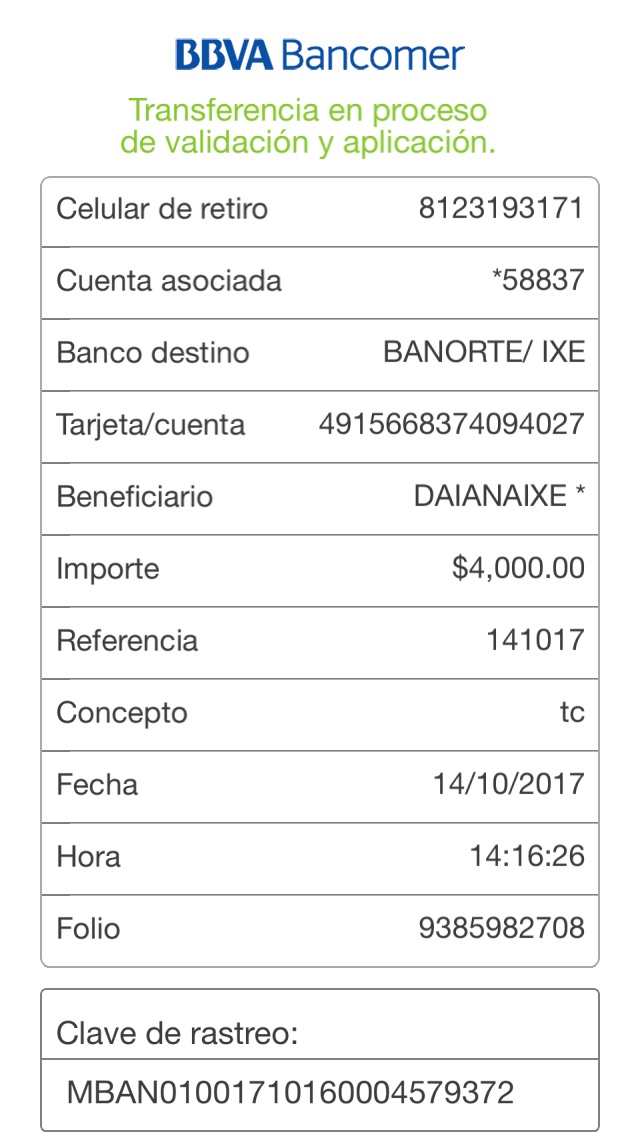 BBVA Bancomer
Transferencia en proceso
de validación y aplicación.
Celular de retiro 8123193171
Cuenta asociada *58837
Banco destino BANORTE/ IXE
Tarjeta/cuenta 4915668374094027
Beneficiario DAIANAIXE *
Importe $4,000.00
Referencia 141017
Concepto tc
Fecha 14/10/2017
Hora 14:16:26
Folio 9385982708
Clave de rastreo:
MBAN01001710160004579372